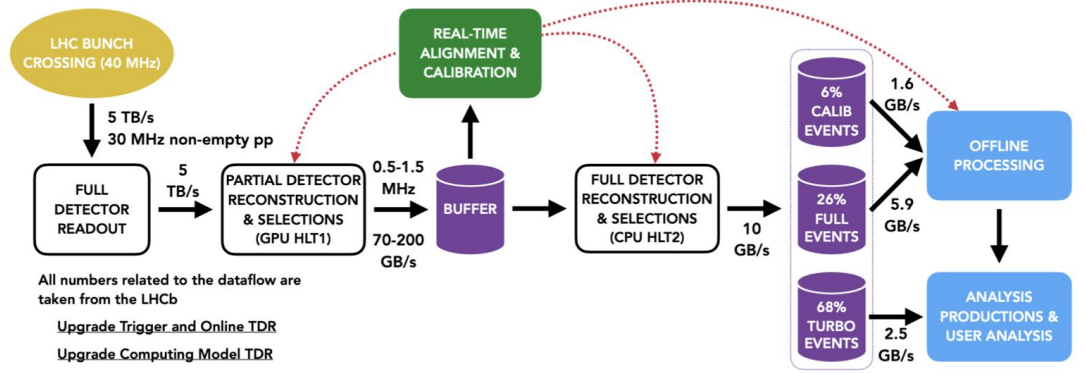 LHC BUNCH
CROSSING (40 MHz)
5 TB/s
30 MHz non-empty pp
FULL
DETECTOR
READOUT
5
TB/s
PARTIAL DETECTOR
RECONSTRUCTION
& SELECTIONS
(GPU HLT1)
0.5-1.5
MHz
70-200
GB/s
REAL-TIME
ALIGNMENT &
CALIBRATION
BUFFER
FULL DETECTOR
RECONSTRUCTION
& SELECTIONS
(CPU HLT2)
10
GB/s
6%
CALIB
EVENTS
1.6
GB/s
26%
FULL
EVENTS
5.9
GB/s
68%
TURBO
EVENTS
2.5
GB/s
OFFLINE
PROCESSING
ANALYSIS
PRODUCTIONS &
USER ANALYSIS
All numbers related to the dataflow are
taken from the LHCb
Upgrade Trigger and Online TDR
Upgrade Computing Model TDR